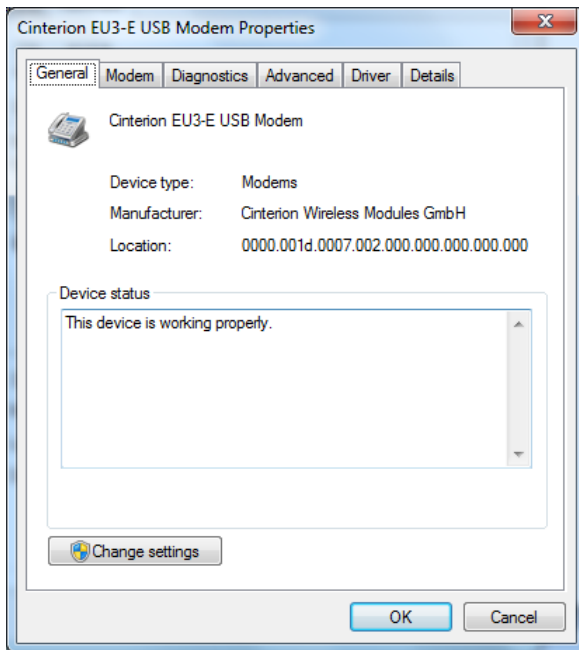 Cinterion EU3-E USB Modem Properties
General Modem Diagnostics Advanced Driver Details
Cinterion EU3-E USB Modem
Device type: Modems
Manufacturer: Cinterion Wireless Modules GmbH
Location: 0000.001d.0007.002.000.000.000.000.000
Device status
This device is working properly.
Change settings
OK Cancel